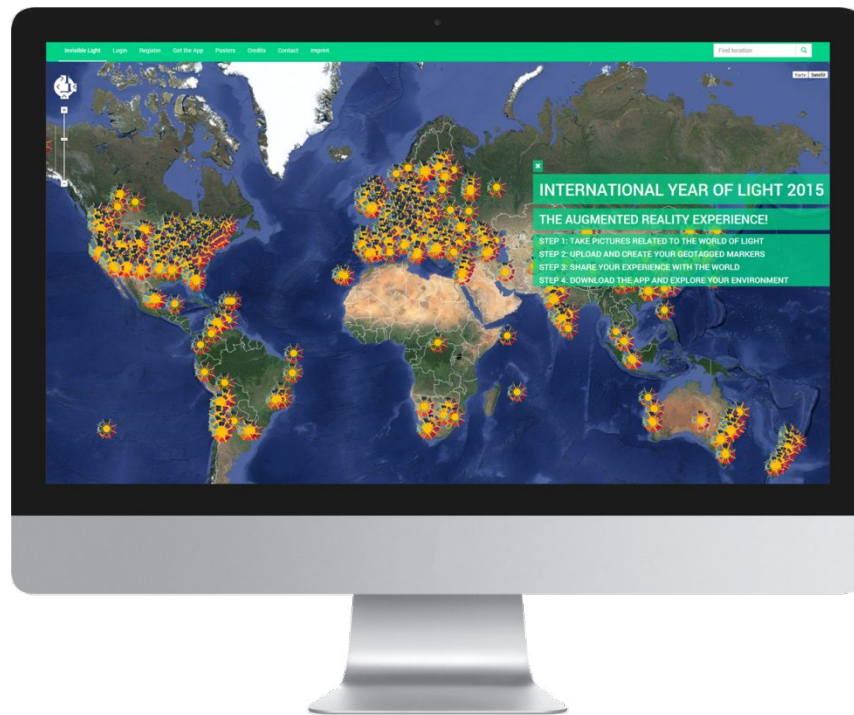 Invisible Light Login Register Get the App Posters Credits Contact Imprint
Find location
Karte Satellit
INTERNATIONAL YEAR OF LIGHT 2015
THE AUGMENTED REALITY EXPERIENCE!
STEP 1: TAKE PICTURES RELATED TO THE WORLD OF LIGHT
STEP 2: UPLOAD AND CREATE YOUR GEOTAGGED MARKERS
STEP 3: SHARE YOUR EXPERIENCE WITH THE WORLD
STEP 4: DOWNLOAD THE APP AND EXPLORE YOUR ENVIRONMENT